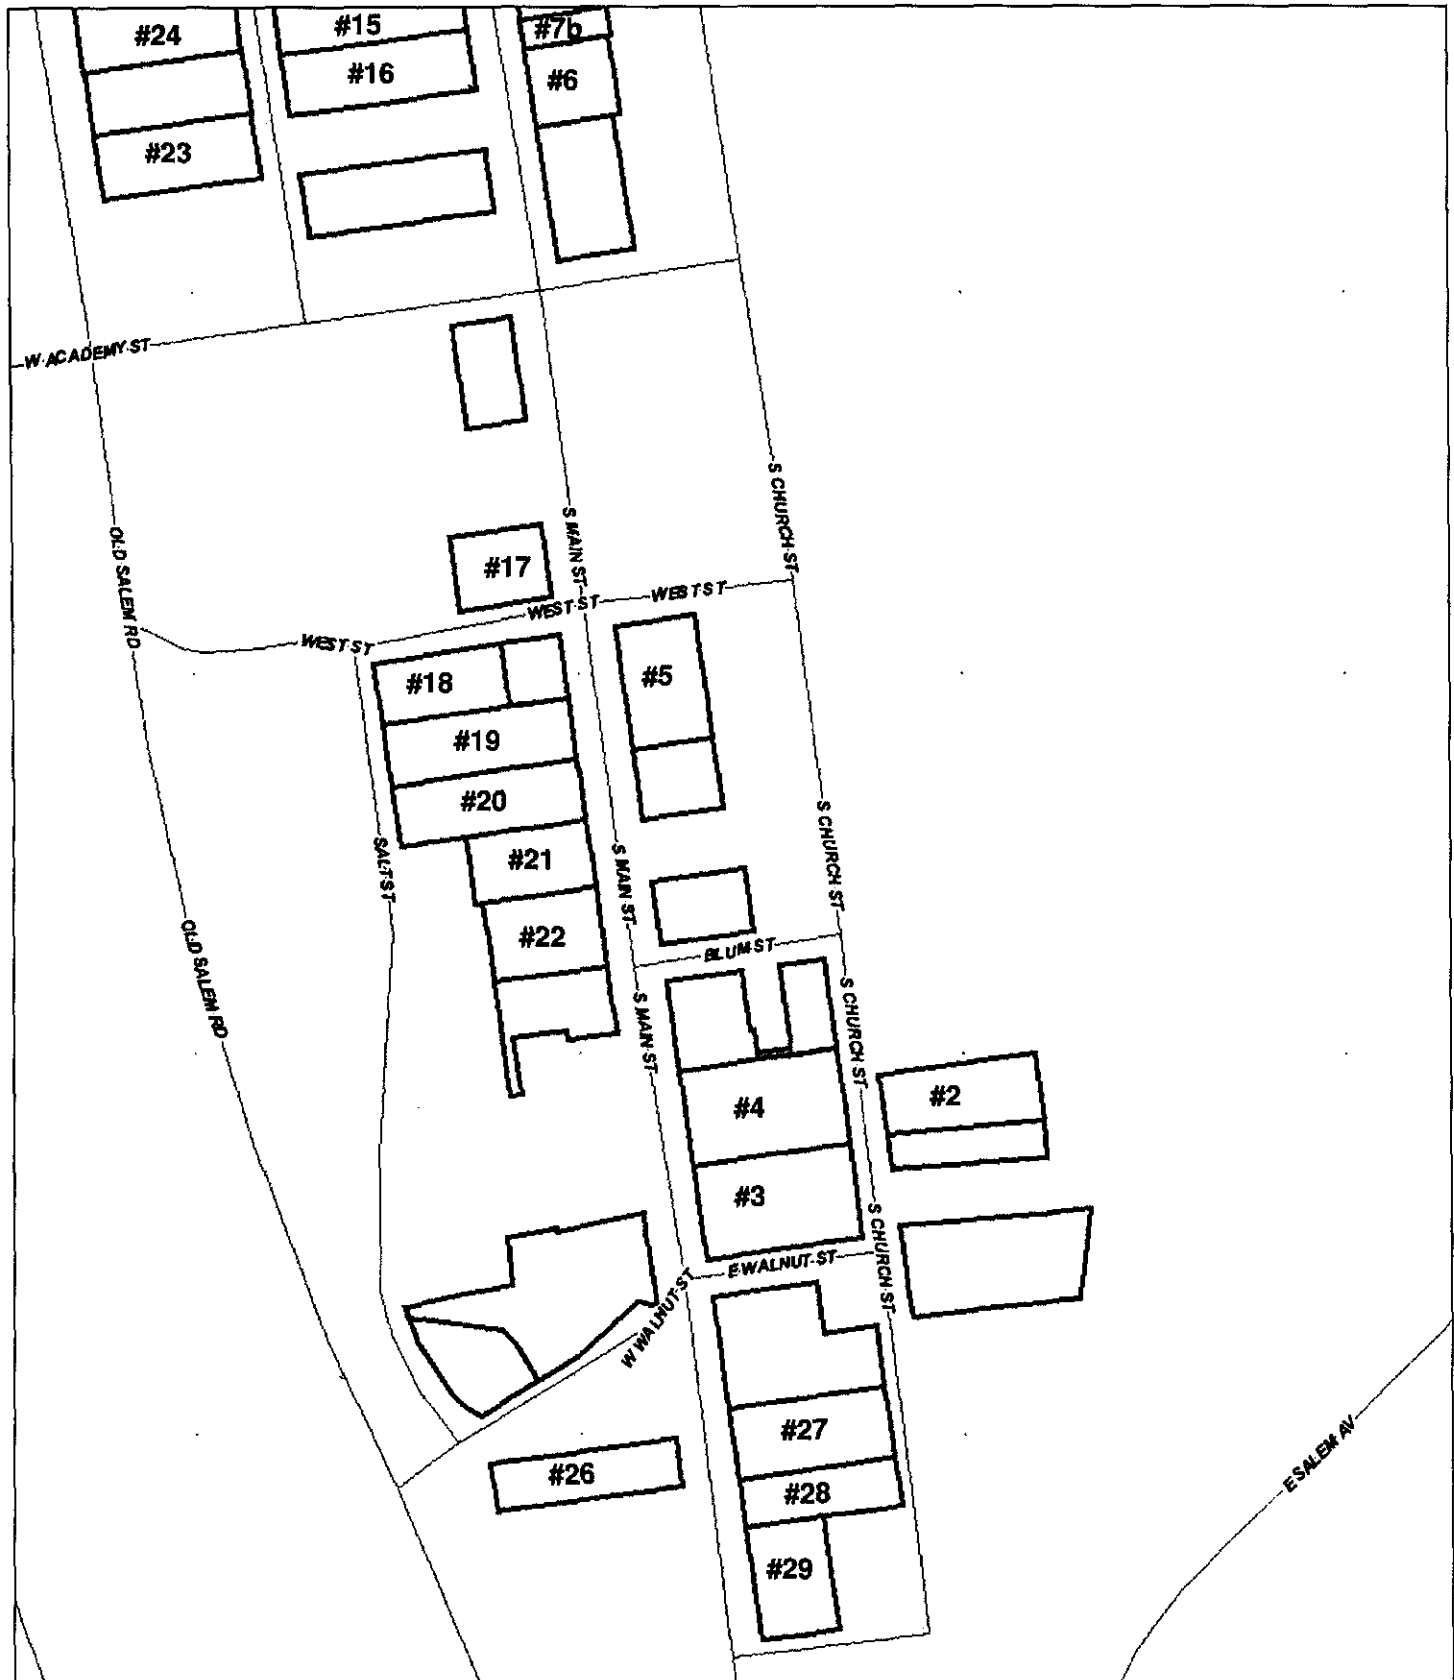 #24
#15
#7b
#16
#6
#23
W ACADEMY ST
S CHURCH ST
S MAIN ST
OLD SALEM RD
#17
WEST ST
WEST ST
WEST ST
#18
#5
#19
#20
S CHURCH ST
SALT ST
#21
S MAIN ST
OLD SALEM RD
#22
BLUM ST
S CHURCH ST
S MAIN ST
#2
#4
#3
S CHURCH ST
E WALNUT ST
W WALNUT ST
#27
#26
#28
E SALEM AV
#29